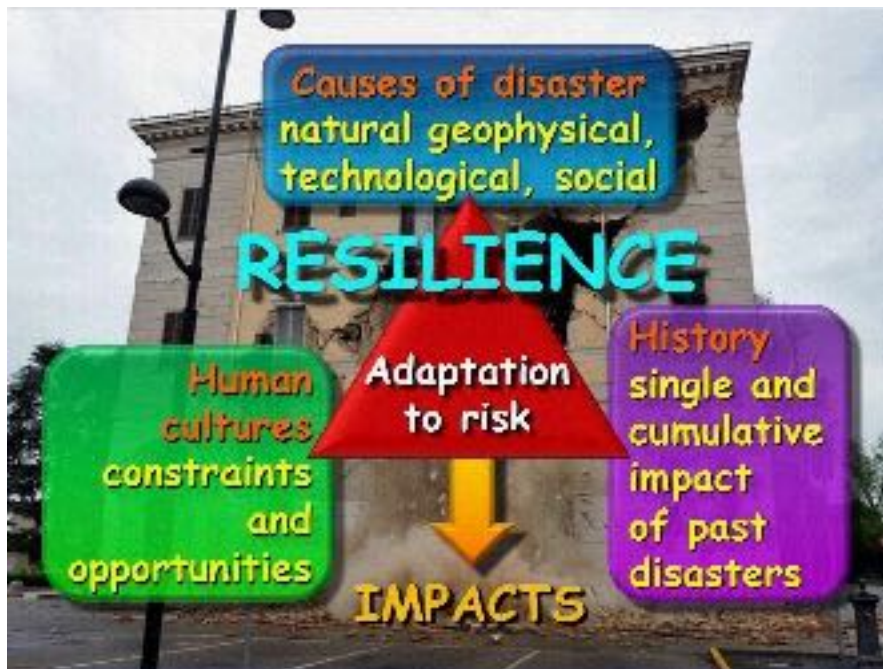 Causes of disaster
natural geophysical,
technological, social
RESILIENCE
Adaptation
to risk
Human
cultures
constraints
and
opportunities
History
single and
cumulative
impact
of past
disasters
IMPACTS